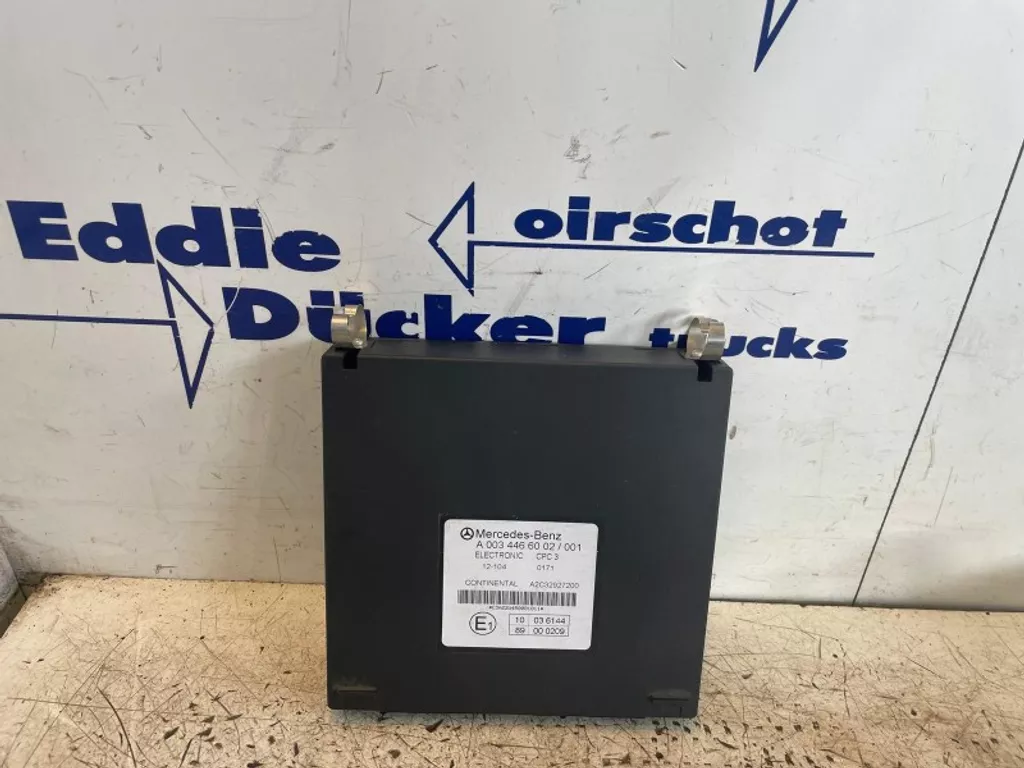 Eddie
oirschot
Dücker
trucks
Mercedes-Benz
A 003 446 60 02 / 001
ELECTRONIC CPC 3
12-104 0171
CONTINENTAL A2C32927200
E1
10 03 6144
89 00 0209